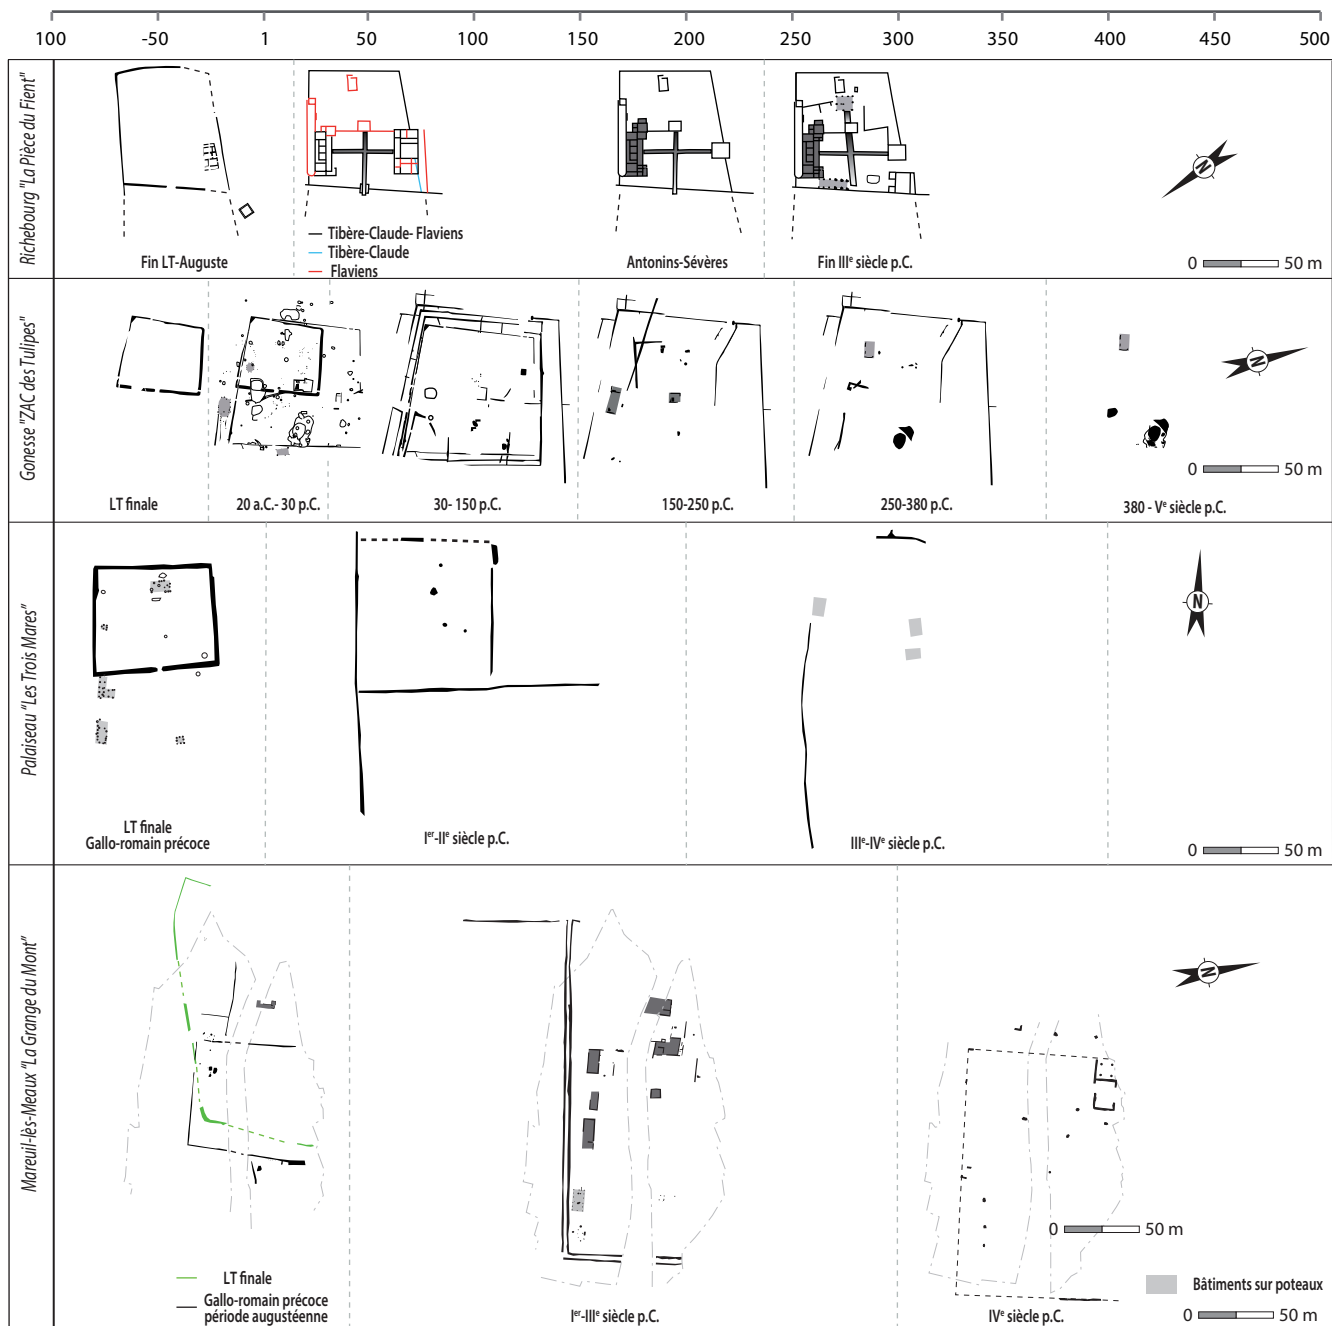 100 -50 1 50 100 150 200 250 300 350 400 450 500
Richebourg "La Pièce du Fient"
Fin LT-Auguste
Tibère-Claude- Flaviens
Tibère-Claude
Flaviens
Antonins-Sévères
Fin IIIe siècle p.C.
N
0 50 m
Gonesse "ZAC des Tulipes"
LT finale
20 a.C.- 30 p.C.
30- 150 p.C.
150-250 p.C.
250-380 p.C.
380 - Ve siècle p.C.
N
0 50 m
Palaiseau "Les Trois Mares"
LT finale
Gallo-romain précoce
Ier-IIe siècle p.C.
IIIe-IVe siècle p.C.
N
0 50 m
Mareuil-lès-Meaux "La Grange du Mont"
LT finale
Gallo-romain précoce
période augustéenne
Ier-IIIe siècle p.C.
IVe siècle p.C.
N
0 50 m
Bâtiments sur poteaux
0 50 m